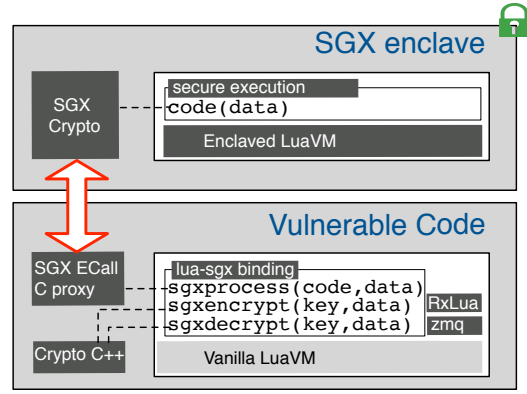 SGX enclave
SGX
Crypto
secure execution
code(data)
Enclaved LuaVM
Vulnerable Code
SGX ECall
C proxy
lua-sgx binding
sgxprocess(code,data)
sgxencrypt(key,data)
RxLua
sgxdecrypt(key,data)
zmq
Crypto C++
Vanilla LuaVM